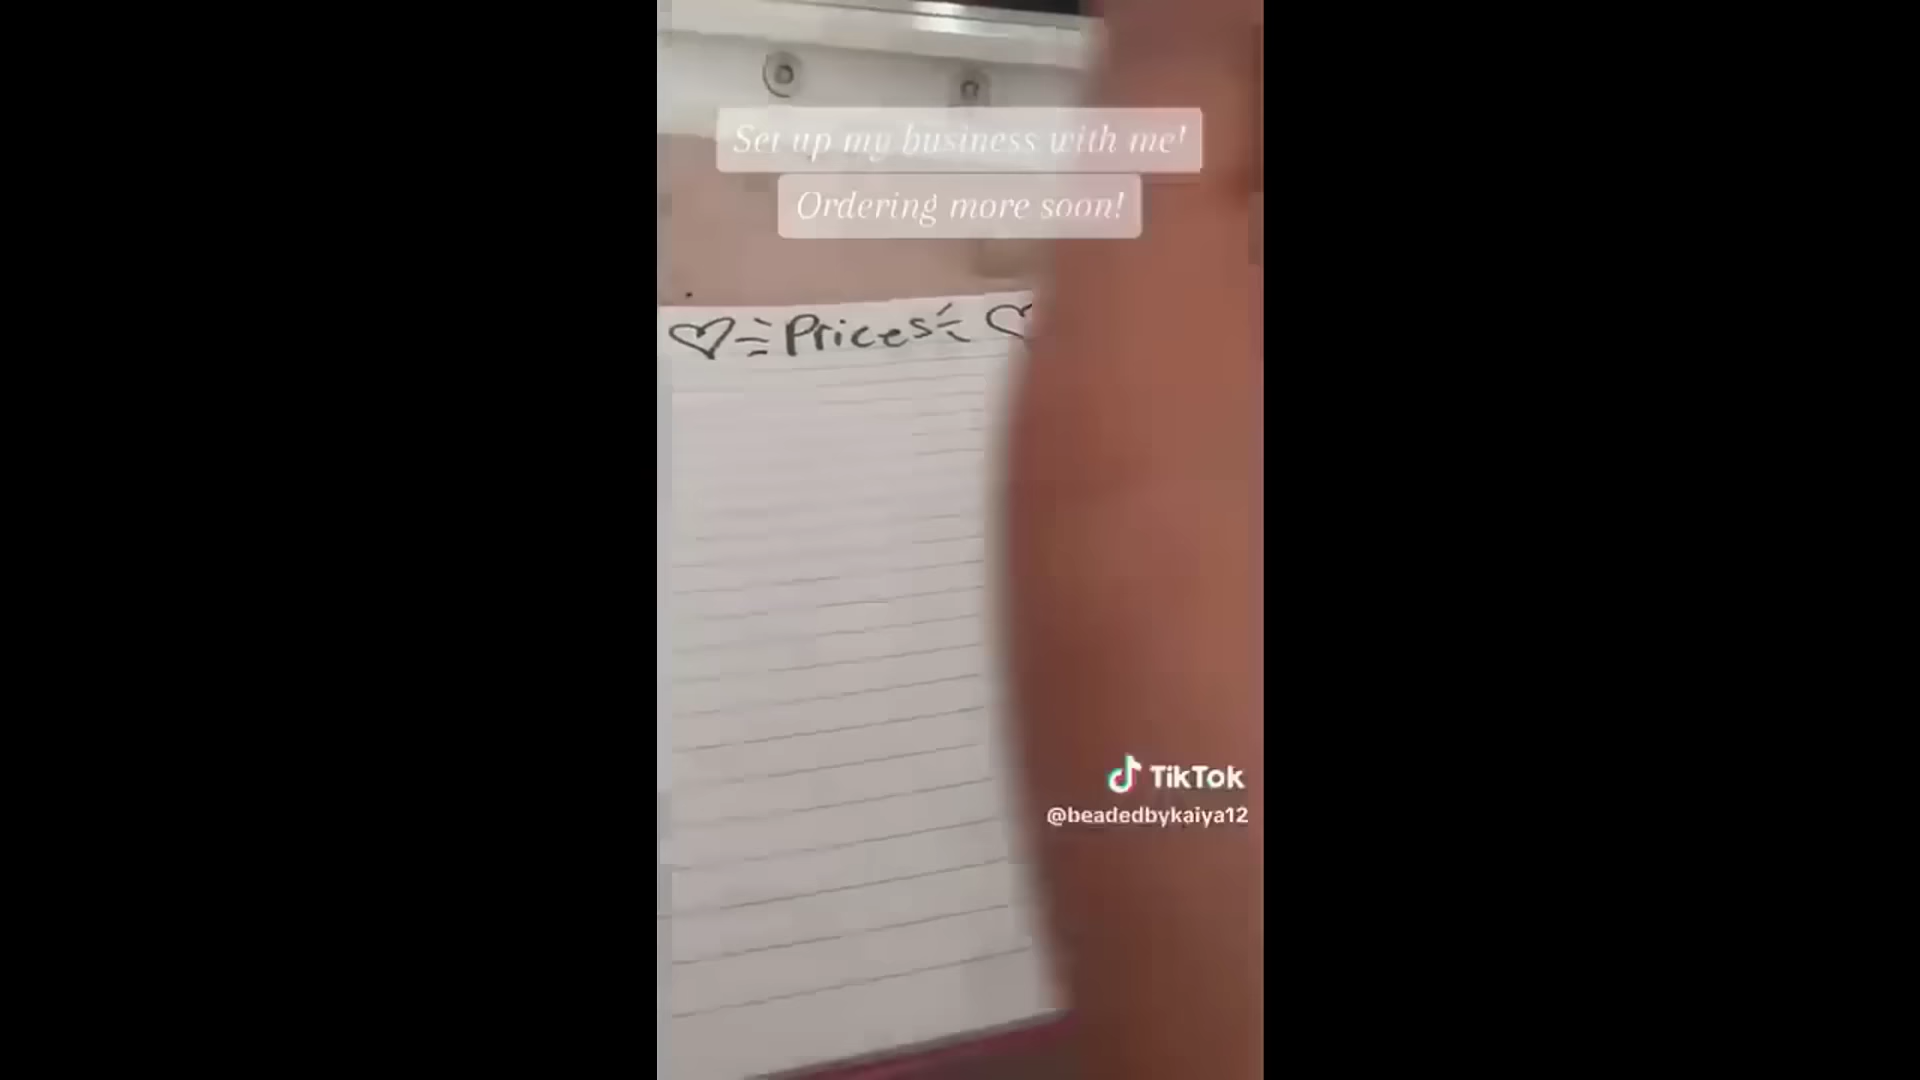 Set up my business with me!
Ordering more soon!
Prices
TikTok
@beadedbykaiya12